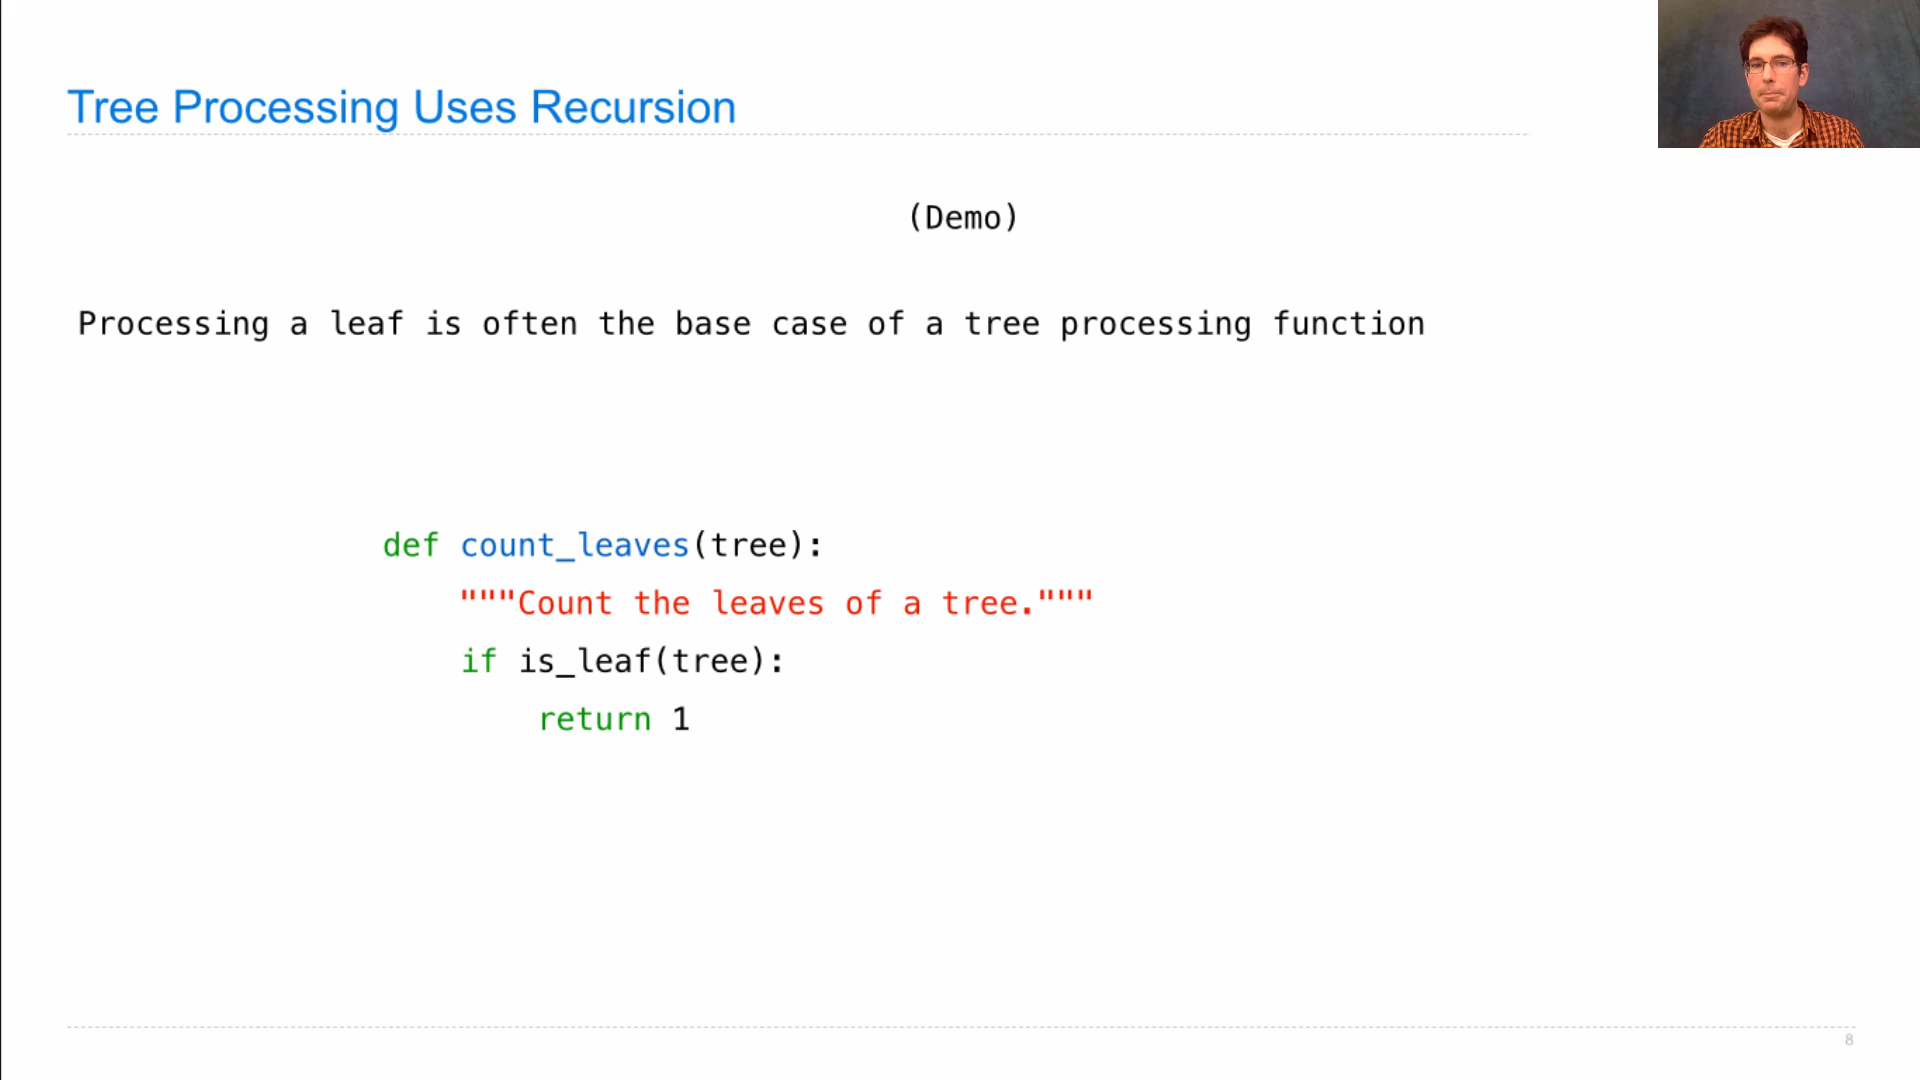 Tree Processing Uses Recursion
(Demo)
Processing a leaf is often the base case of a tree processing function
def count_leaves(tree):
    """Count the leaves of a tree."""
    if is_leaf(tree):
        return 1
8